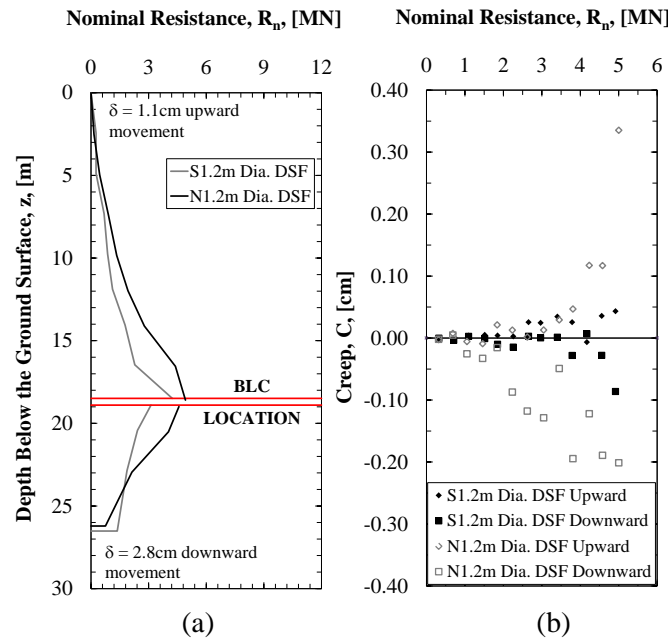 Nominal Resistance, Rn, [MN]
0 3 6 9 12
0
5
10
15
20
25
30
Depth Below the Ground Surface, z, [m]
δ = 1.1cm upward
movement
S1.2m Dia. DSF
N1.2m Dia. DSF
BLC
LOCATION
δ = 2.8cm downward
movement
(a)
Nominal Resistance, Rn, [MN]
0 1 2 3 4 5 6
0.40
0.30
0.20
0.10
0.00
-0.10
-0.20
-0.30
-0.40
Creep, C, [cm]
S1.2m Dia. DSF Upward
S1.2m Dia. DSF Downward
N1.2m Dia. DSF Upward
N1.2m Dia. DSF Downward
(b)